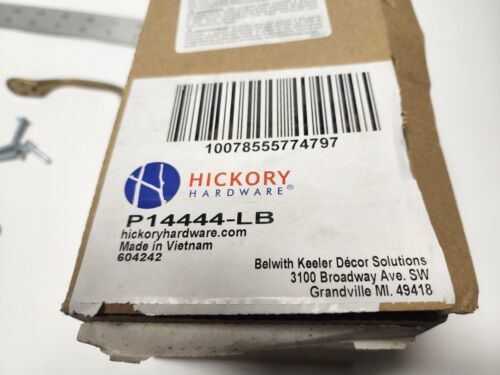 10078555774797
HICKORY
HARDWARE®
P14444-LB
hickoryhardware.com
Made in Vietnam
604242
Belwith Keeler Décor Solutions
3100 Broadway Ave. SW
Grandville MI. 49418